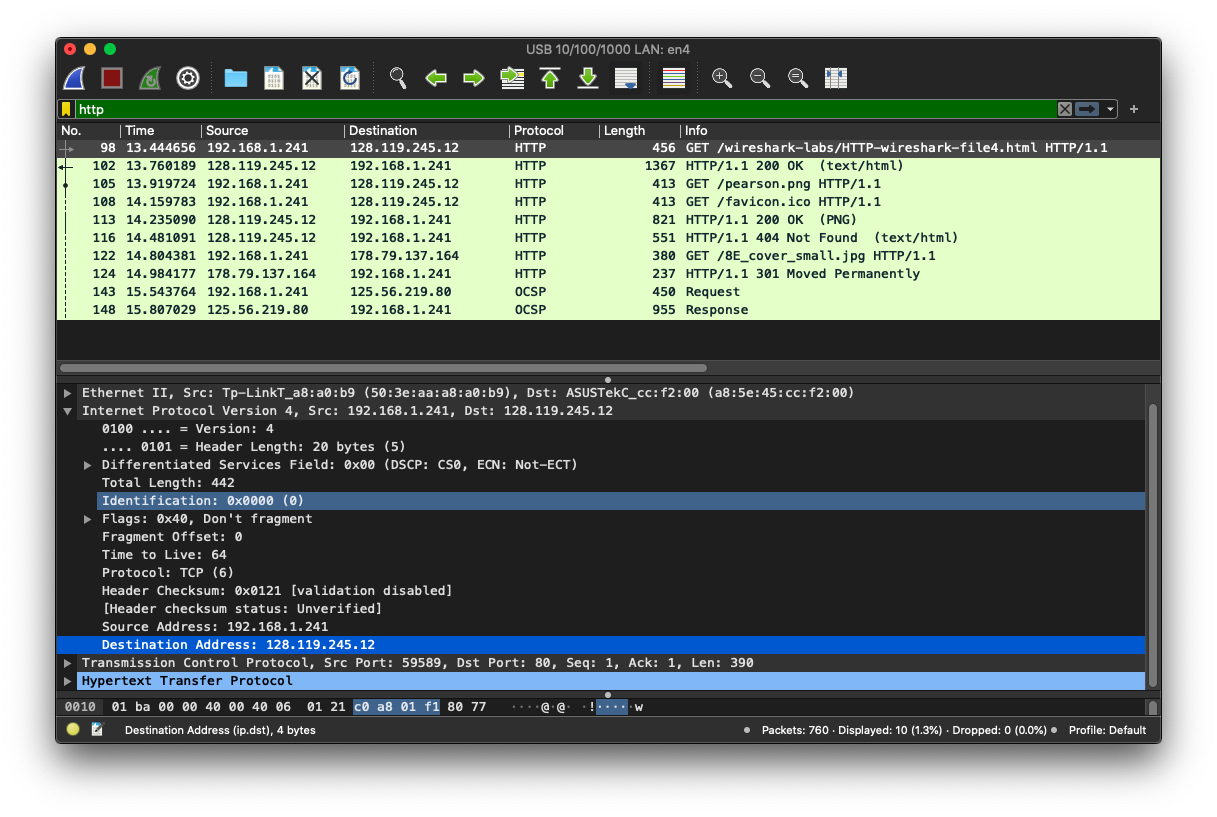 USB 10/100/1000 LAN: en4
http
+
No. Time Source Destination Protocol Length Info
98 13.444656 192.168.1.241 128.119.245.12 HTTP 456 GET /wireshark-labs/HTTP-wireshark-file4.html HTTP/1.1
102 13.760189 128.119.245.12 192.168.1.241 HTTP 1367 HTTP/1.1 200 OK  (text/html)
105 13.919724 192.168.1.241 128.119.245.12 HTTP 413 GET /pearson.png HTTP/1.1
108 14.159783 192.168.1.241 128.119.245.12 HTTP 413 GET /favicon.ico HTTP/1.1
113 14.235090 128.119.245.12 192.168.1.241 HTTP 821 HTTP/1.1 200 OK  (PNG)
116 14.481091 128.119.245.12 192.168.1.241 HTTP 551 HTTP/1.1 404 Not Found  (text/html)
122 14.804381 192.168.1.241 178.79.137.164 HTTP 380 GET /8E_cover_small.jpg HTTP/1.1
124 14.984177 178.79.137.164 192.168.1.241 HTTP 237 HTTP/1.1 301 Moved Permanently
143 15.543764 192.168.1.241 125.56.219.80 OCSP 450 Request
148 15.807029 125.56.219.80 192.168.1.241 OCSP 955 Response
Ethernet II, Src: Tp-LinkT_a8:a0:b9 (50:3e:aa:a8:a0:b9), Dst: ASUSTekC_cc:f2:00 (a8:5e:45:cc:f2:00)
Internet Protocol Version 4, Src: 192.168.1.241, Dst: 128.119.245.12
0100 .... = Version: 4
.... 0101 = Header Length: 20 bytes (5)
Differentiated Services Field: 0x00 (DSCP: CS0, ECN: Not-ECT)
Total Length: 442
Identification: 0x0000 (0)
Flags: 0x40, Don't fragment
Fragment Offset: 0
Time to Live: 64
Protocol: TCP (6)
Header Checksum: 0x0121 [validation disabled]
[Header checksum status: Unverified]
Source Address: 192.168.1.241
Destination Address: 128.119.245.12
Transmission Control Protocol, Src Port: 59589, Dst Port: 80, Seq: 1, Ack: 1, Len: 390
Hypertext Transfer Protocol
0010 01 ba 00 00 40 00 40 06 01 21 c0 a8 01 f1 80 77 ····@·@· ·!····· w
Destination Address (ip.dst), 4 bytes
Packets: 760 · Displayed: 10 (1.3%) · Dropped: 0 (0.0%)
Profile: Default